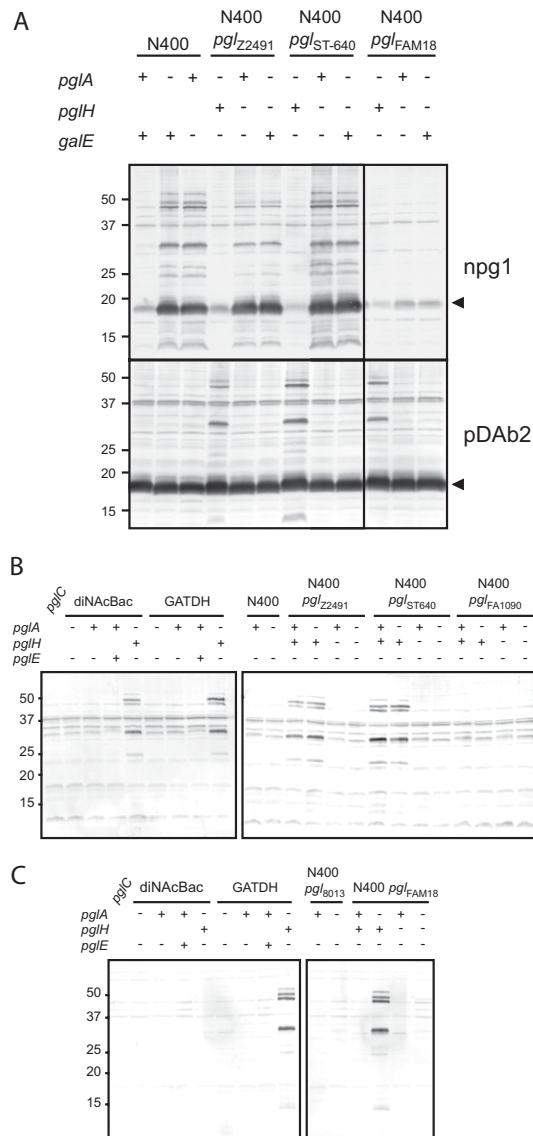 A
N400 N400 N400
N400 pglZ2491 pglST-640 pglFAM18
pglA + - + - + - - + - - + -
pglH - - - + - - + - - + - -
galE + + - - - + - - + - - +
50
37
25
20
15
npg1
50
37
25
20
15
pDAb2
B
pglC diNAcBac GATDH
pglA - + + - - + + -
pglH - - - + - - - +
pglE - - + - - - + -
50
37
25
20
15
N400 N400 N400
N400 pglZ2491 pglST640 pglFA1090
+ - + - + - + - + - + - + -
- - + + - - + + - - + + - -
- - - - - - - - - - - - - -
C
pglC diNAcBac GATDH
pglA - + + - - + + -
pglH - - - + - - - +
pglE - - + - - - + -
50
37
25
20
15
N400
pgl8013 N400 pglFAM18
+ - + - + -
- - + + - -
- - - - - -